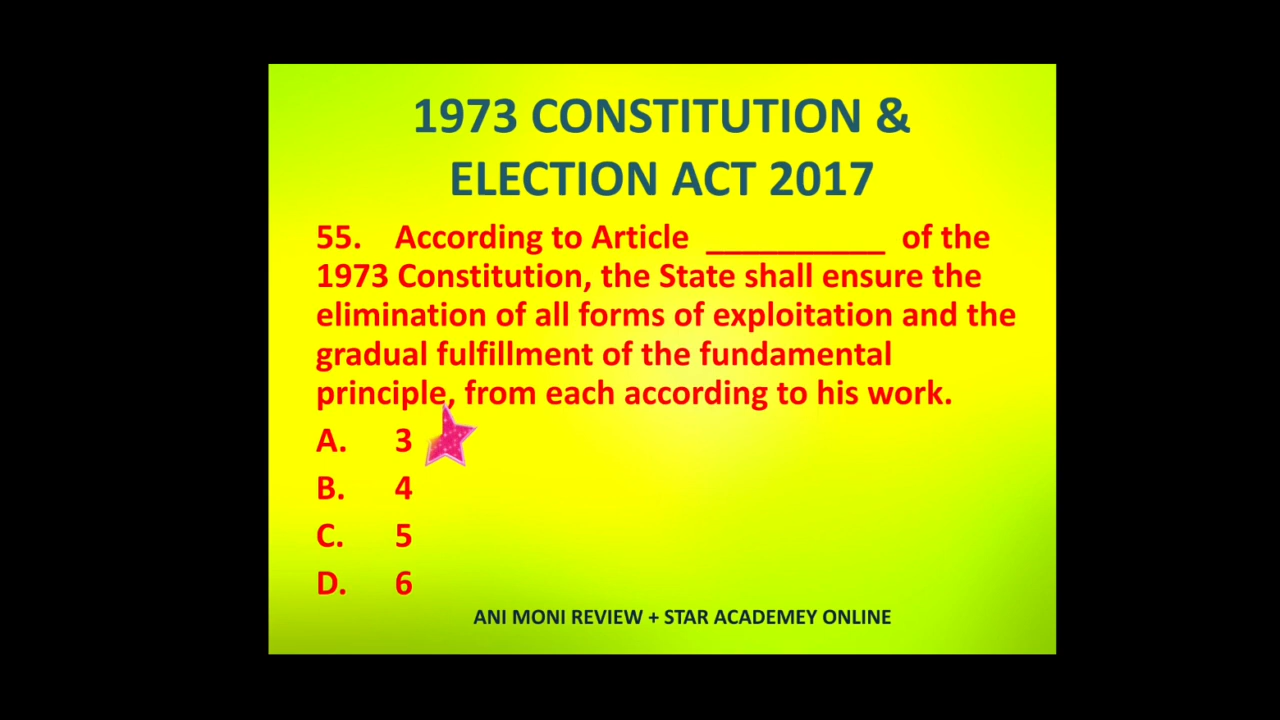 1973 CONSTITUTION &
ELECTION ACT 2017
55. According to Article __________ of the
1973 Constitution, the State shall ensure the
elimination of all forms of exploitation and the
gradual fulfillment of the fundamental
principle, from each according to his work.
A. 3
B. 4
C. 5
D. 6
ANI MONI REVIEW + STAR ACADEMEY ONLINE